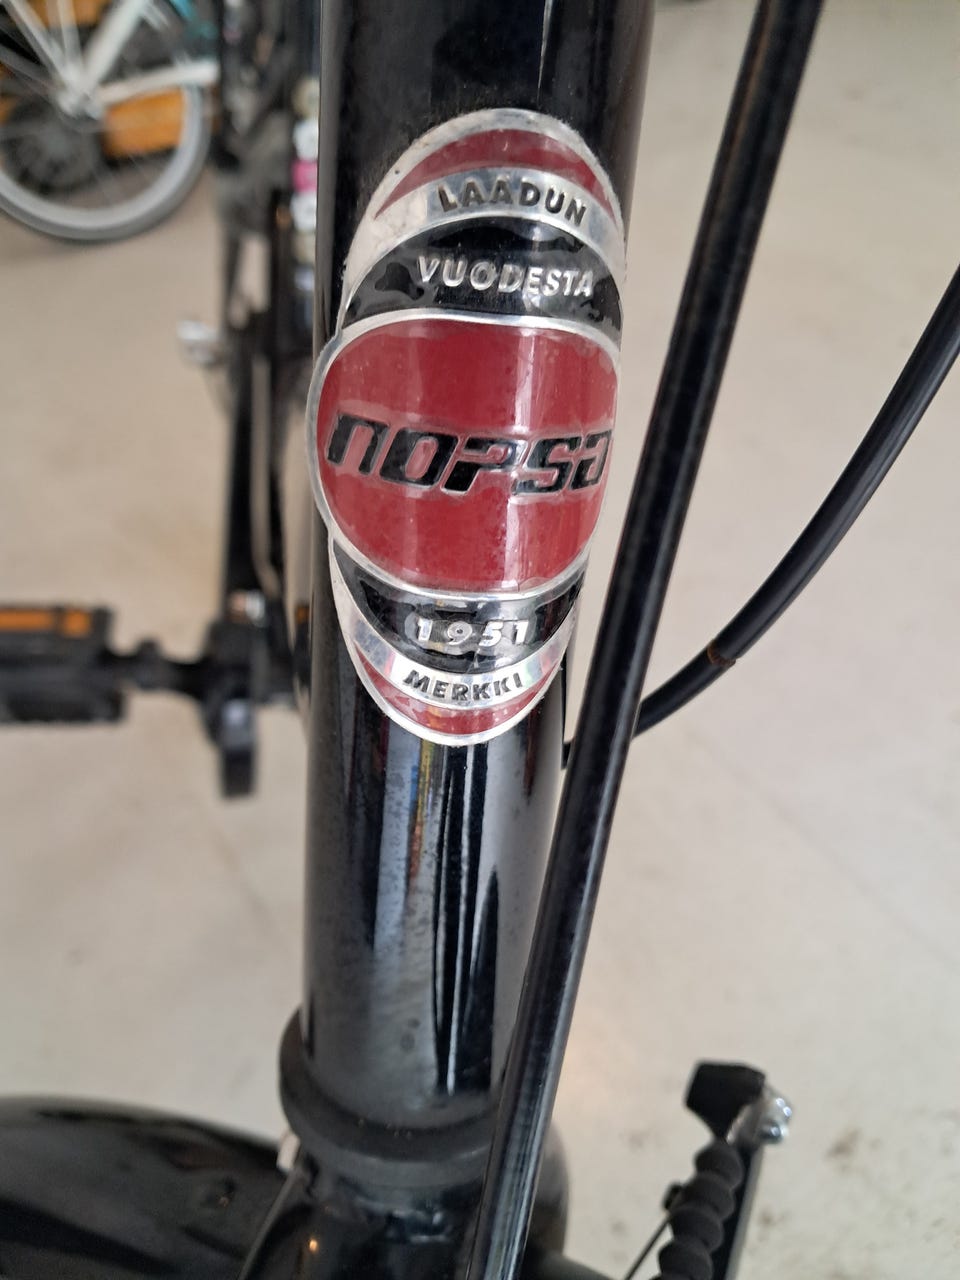 LAADUN
VUODESTA
nopsa
1951
MERKKI